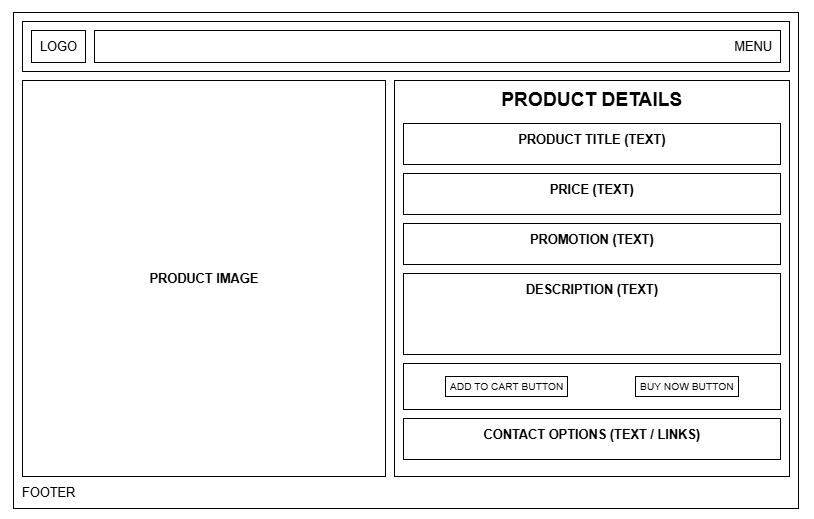 LOGO
MENU
PRODUCT IMAGE
PRODUCT DETAILS
PRODUCT TITLE (TEXT)
PRICE (TEXT)
PROMOTION (TEXT)
DESCRIPTION (TEXT)
ADD TO CART BUTTON
BUY NOW BUTTON
CONTACT OPTIONS (TEXT / LINKS)
FOOTER